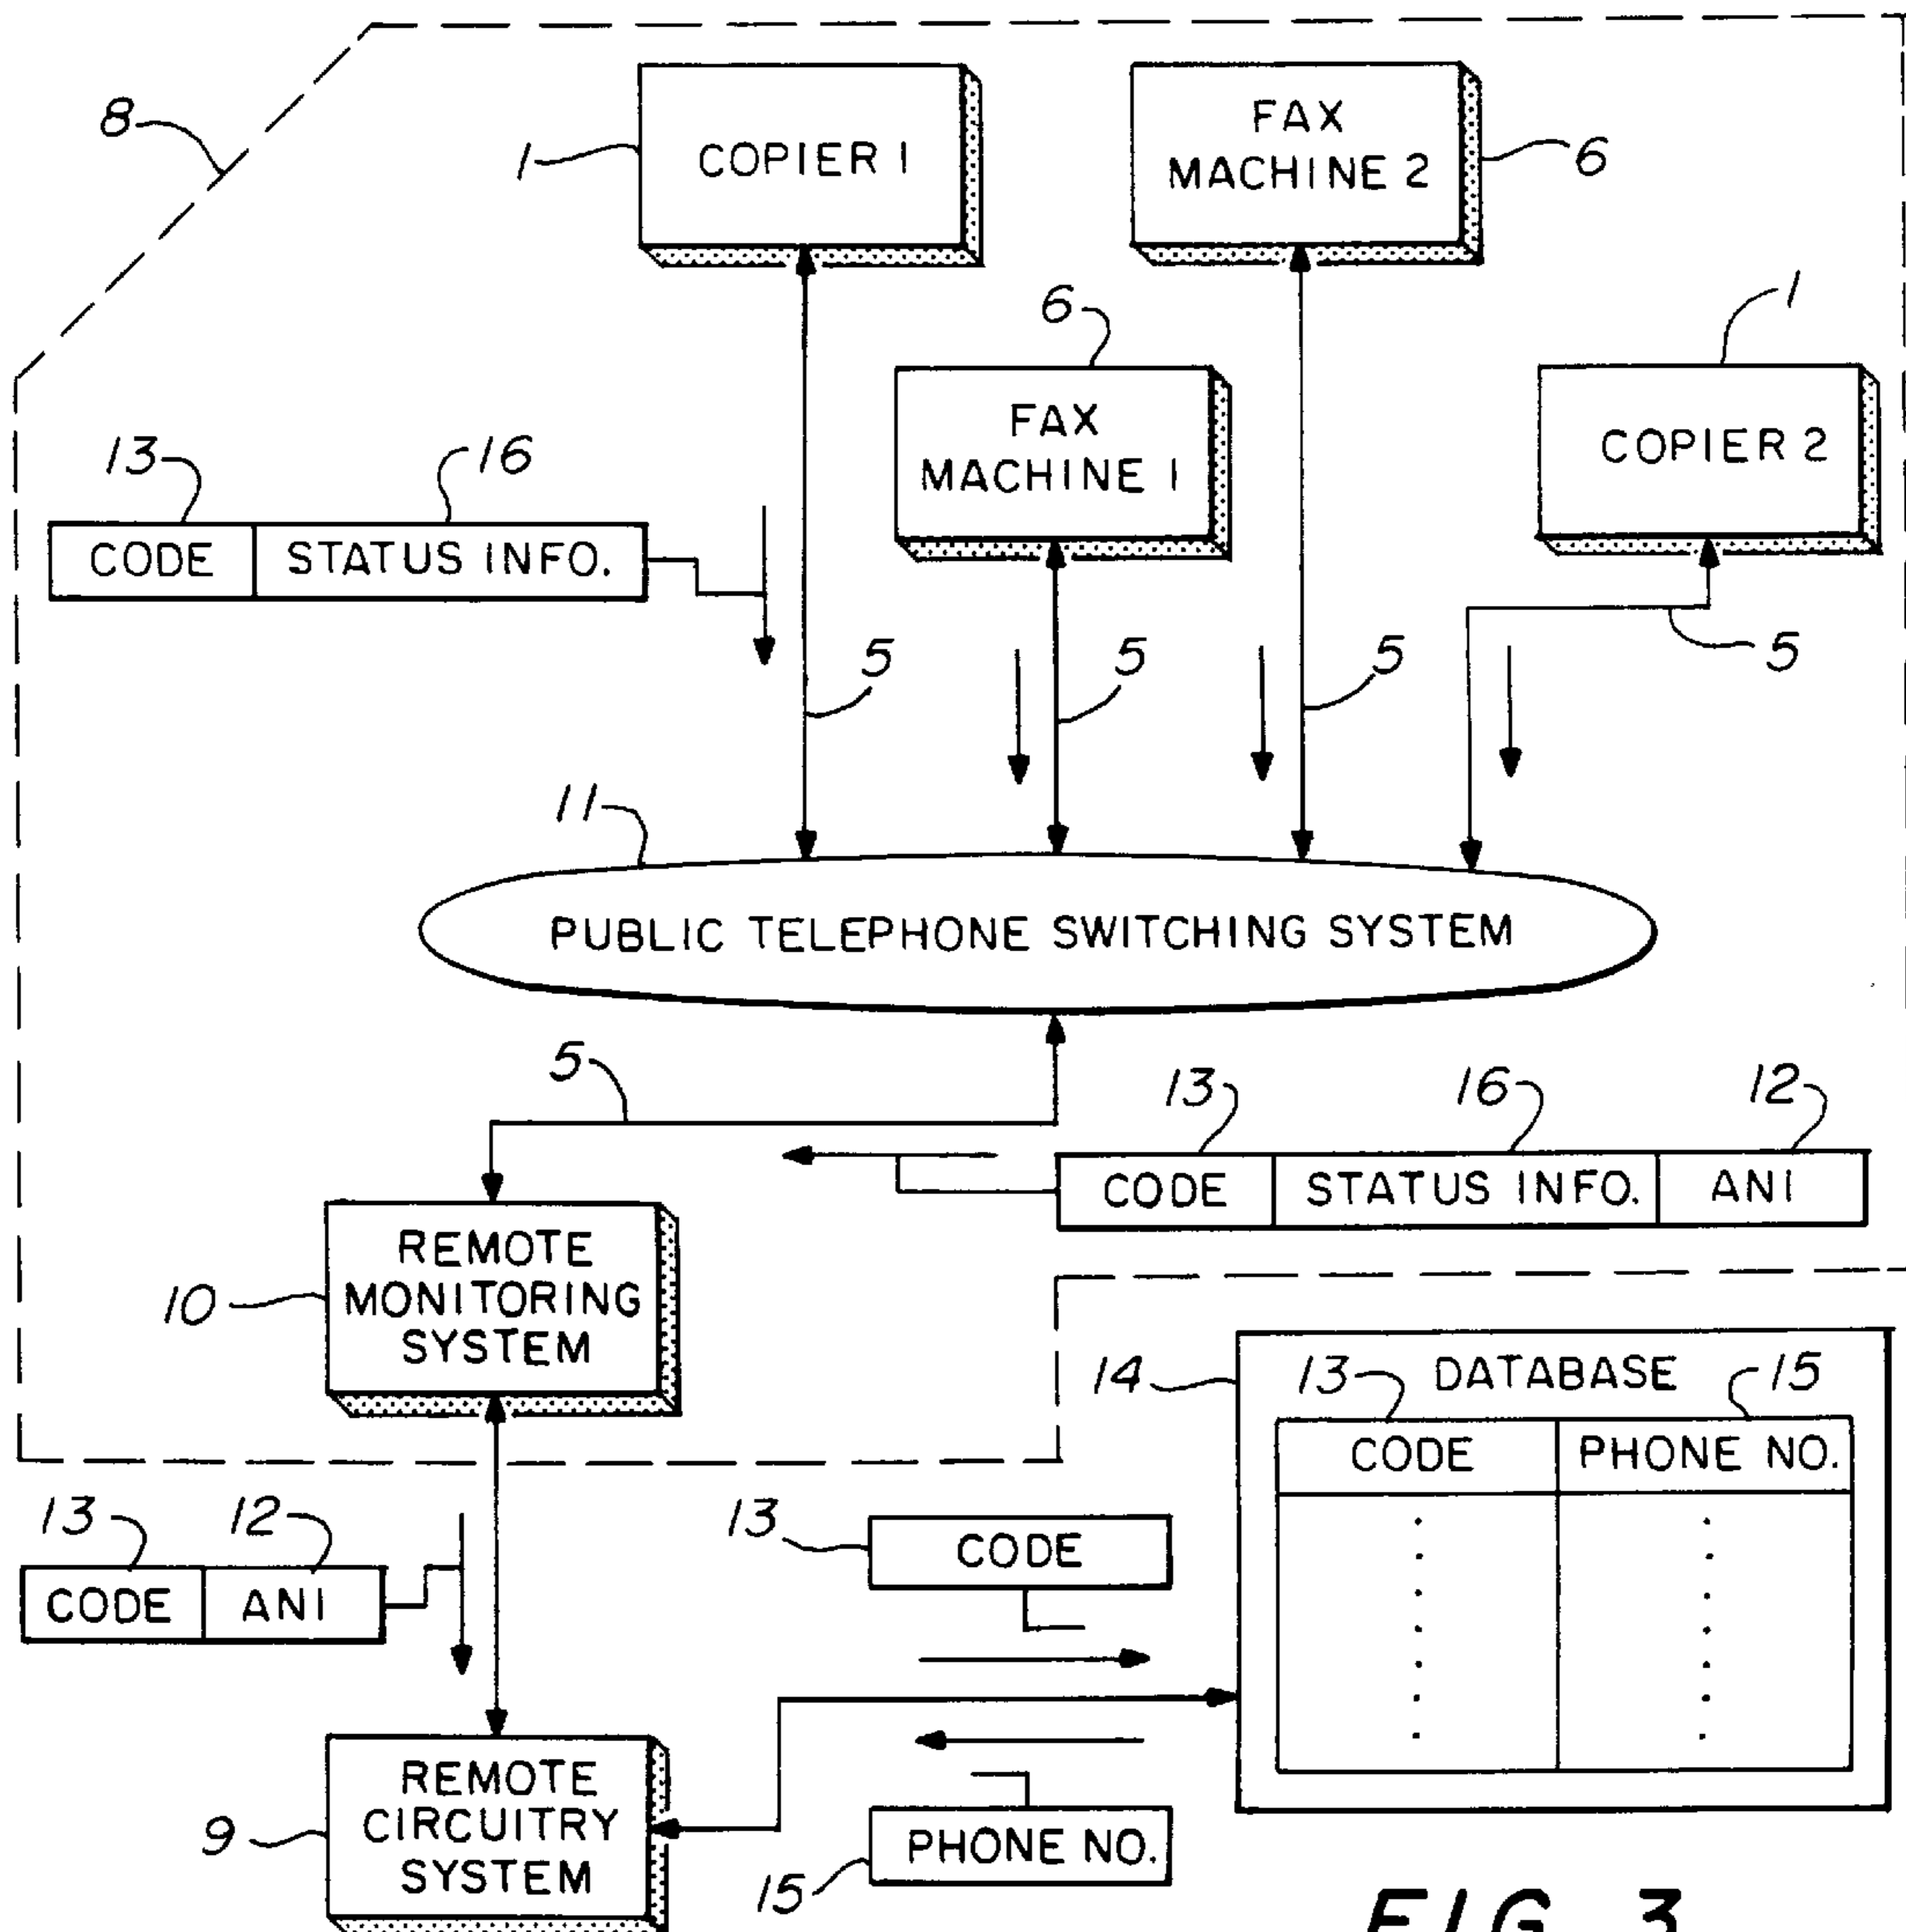 8
1
COPIER 1
FAX
MACHINE 2
6
6
1
FAX
MACHINE 1
COPIER 2
13
16
CODE
STATUS INFO.
5
5
5
5
11
PUBLIC TELEPHONE SWITCHING SYSTEM
5
13
16
12
CODE
STATUS INFO.
ANI
10
REMOTE
MONITORING
SYSTEM
14
13
DATABASE
15
CODE
PHONE NO.
13
12
CODE
ANI
13
CODE
9
REMOTE
CIRCUITRY
SYSTEM
PHONE NO.
15
FIG. 3